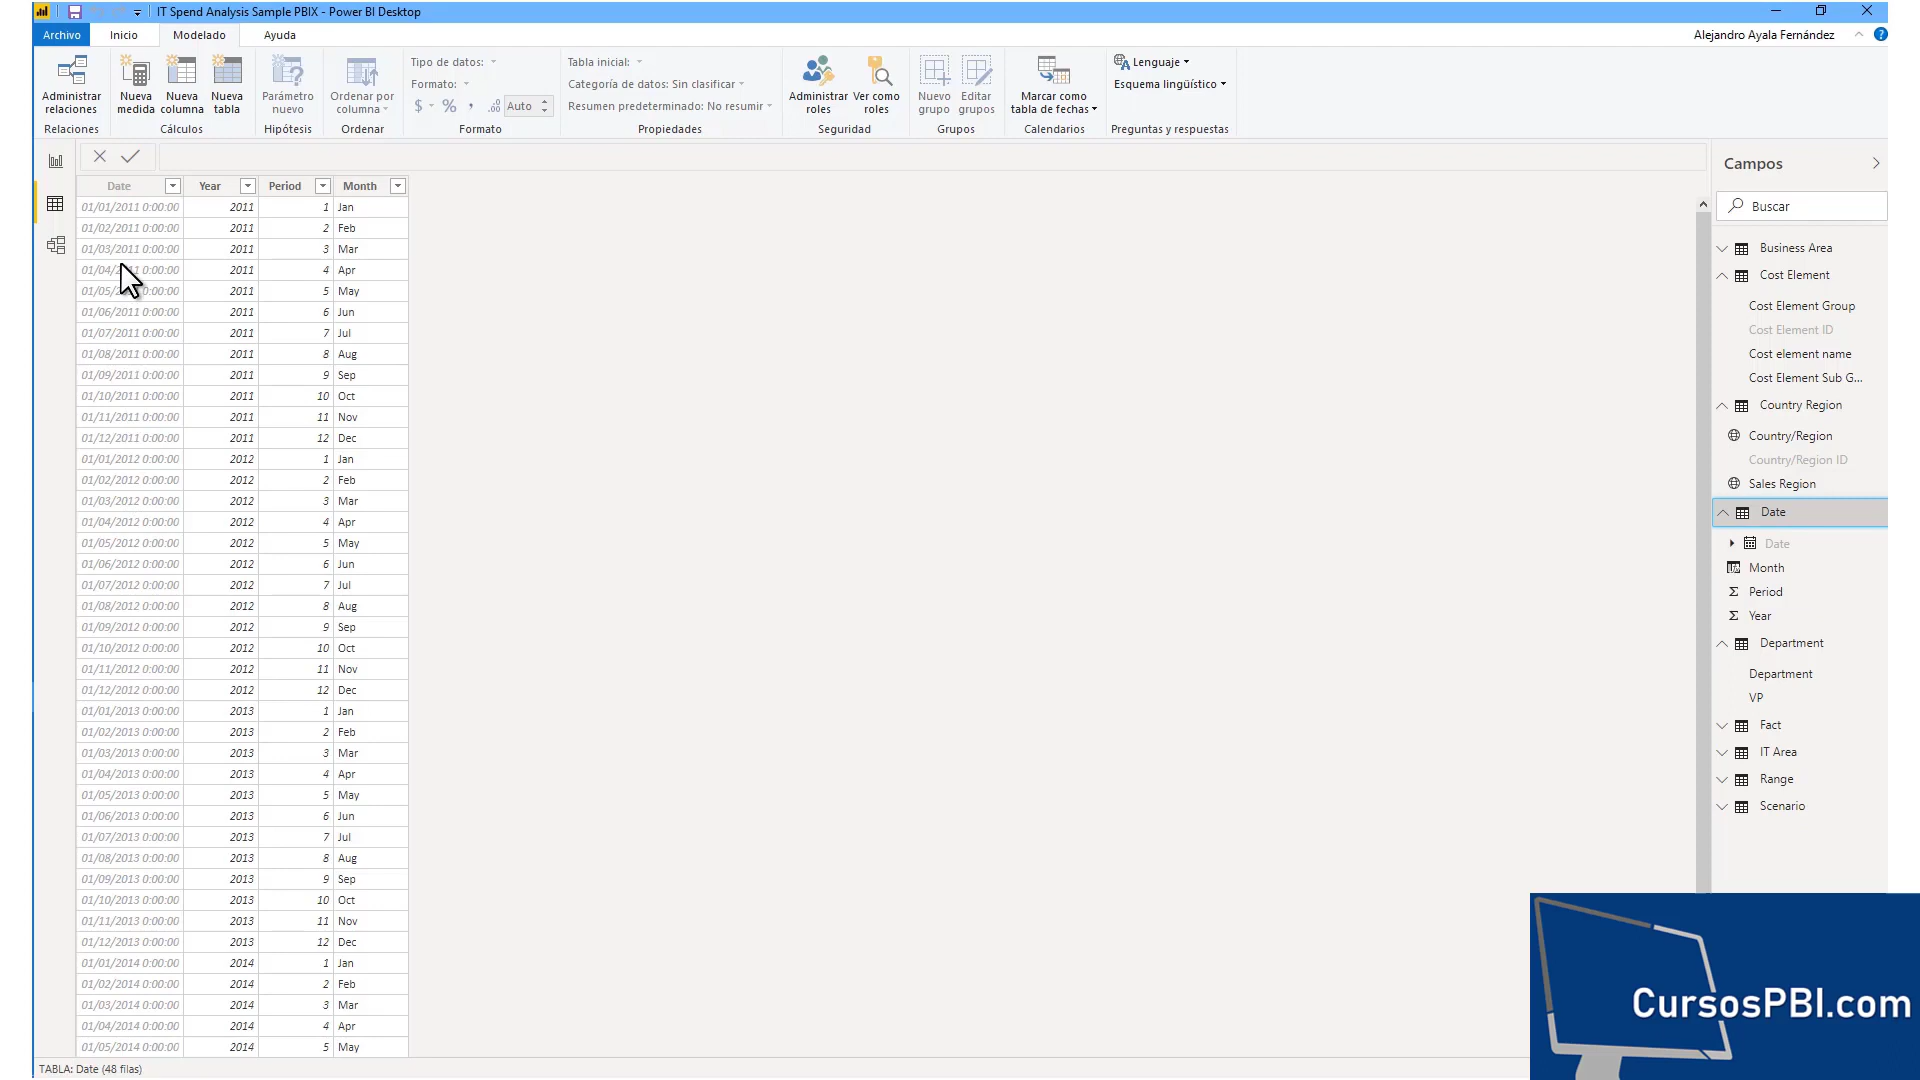 IT Spend Analysis Sample PBIX - Power BI Desktop
Archivo Inicio Modelado Ayuda Alejandro Ayala Fernández
Administrar relaciones
Relaciones
Nueva medida
Nueva columna
Nueva tabla
Cálculos
Parámetro nuevo
Hipótesis
Ordenar por columna
Ordenar
Tipo de datos:
Formato:
$ % , .00 Auto
Formato
Tabla inicial:
Categoría de datos: Sin clasificar
Resumen predeterminado: No resumir
Propiedades
Administrar roles
Ver como roles
Seguridad
Nuevo grupo
Editar grupos
Grupos
Marcar como tabla de fechas
Calendarios
Lenguaje
Esquema lingüístico
Preguntas y respuestas
Date Year Period Month
01/01/2011 0:00:00 2011 1 Jan
01/02/2011 0:00:00 2011 2 Feb
01/03/2011 0:00:00 2011 3 Mar
01/04/2011 0:00:00 2011 4 Apr
01/05/2011 0:00:00 2011 5 May
01/06/2011 0:00:00 2011 6 Jun
01/07/2011 0:00:00 2011 7 Jul
01/08/2011 0:00:00 2011 8 Aug
01/09/2011 0:00:00 2011 9 Sep
01/10/2011 0:00:00 2011 10 Oct
01/11/2011 0:00:00 2011 11 Nov
01/12/2011 0:00:00 2011 12 Dec
01/01/2012 0:00:00 2012 1 Jan
01/02/2012 0:00:00 2012 2 Feb
01/03/2012 0:00:00 2012 3 Mar
01/04/2012 0:00:00 2012 4 Apr
01/05/2012 0:00:00 2012 5 May
01/06/2012 0:00:00 2012 6 Jun
01/07/2012 0:00:00 2012 7 Jul
01/08/2012 0:00:00 2012 8 Aug
01/09/2012 0:00:00 2012 9 Sep
01/10/2012 0:00:00 2012 10 Oct
01/11/2012 0:00:00 2012 11 Nov
01/12/2012 0:00:00 2012 12 Dec
01/01/2013 0:00:00 2013 1 Jan
01/02/2013 0:00:00 2013 2 Feb
01/03/2013 0:00:00 2013 3 Mar
01/04/2013 0:00:00 2013 4 Apr
01/05/2013 0:00:00 2013 5 May
01/06/2013 0:00:00 2013 6 Jun
01/07/2013 0:00:00 2013 7 Jul
01/08/2013 0:00:00 2013 8 Aug
01/09/2013 0:00:00 2013 9 Sep
01/10/2013 0:00:00 2013 10 Oct
01/11/2013 0:00:00 2013 11 Nov
01/12/2013 0:00:00 2013 12 Dec
01/01/2014 0:00:00 2014 1 Jan
01/02/2014 0:00:00 2014 2 Feb
01/03/2014 0:00:00 2014 3 Mar
01/04/2014 0:00:00 2014 4 Apr
01/05/2014 0:00:00 2014 5 May
TABLA: Date (48 filas)
Campos
Buscar
Business Area
Cost Element
Cost Element Group
Cost Element ID
Cost element name
Cost Element Sub G...
Country Region
Country/Region
Country/Region ID
Sales Region
Date
Date
Month
Period
Year
Department
Department
VP
Fact
IT Area
Range
Scenario
CursosPBI.com